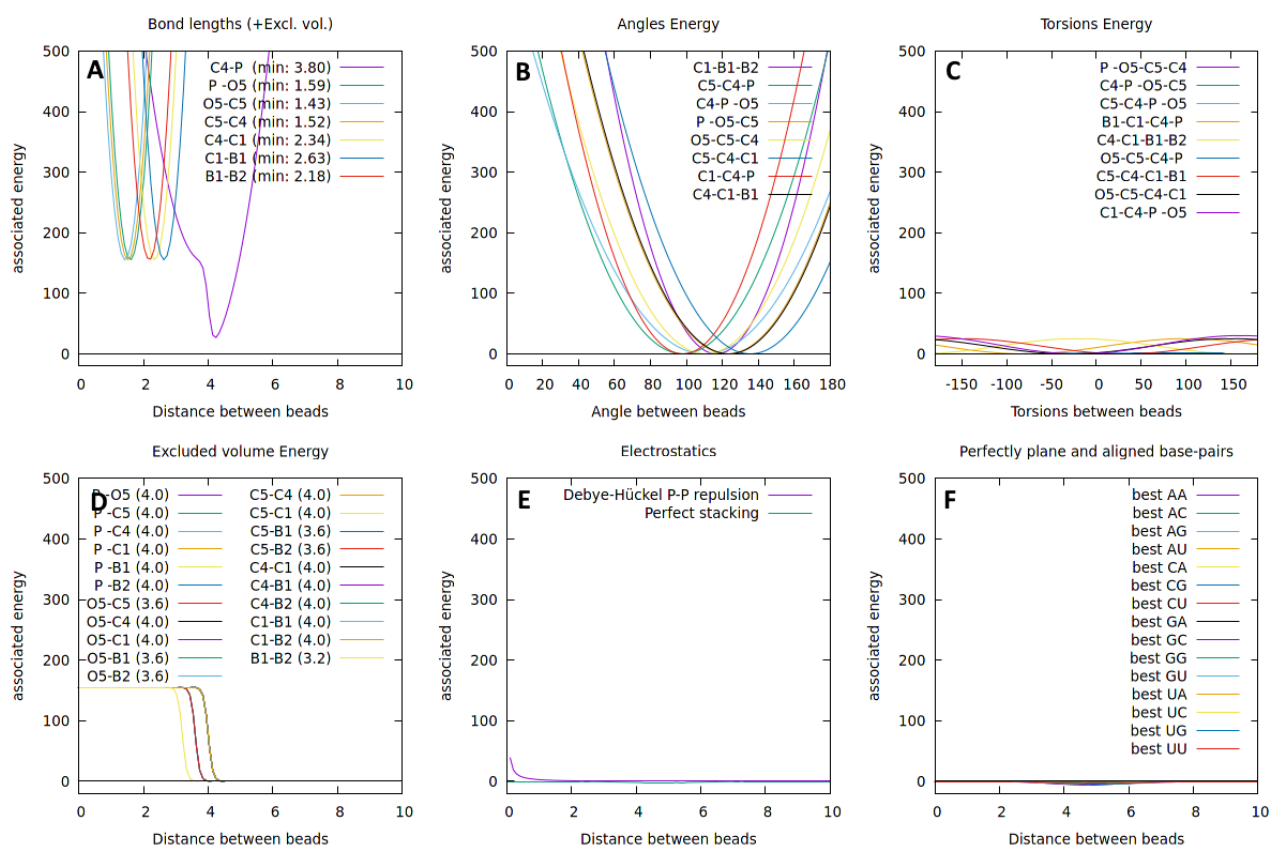 Bond lengths (+Excl. vol.)
A
associated energy
500
400
300
200
100
0
C4-P (min: 3.80)
P -O5 (min: 1.59)
O5-C5 (min: 1.43)
C5-C4 (min: 1.52)
C4-C1 (min: 2.34)
C1-B1 (min: 2.63)
B1-B2 (min: 2.18)
0 2 4 6 8 10
Distance between beads
Angles Energy
B
associated energy
500
400
300
200
100
0
C1-B1-B2
C5-C4-P
C4-P -O5
P -O5-C5
O5-C5-C4
C5-C4-C1
C1-C4-P
C4-C1-B1
0 20 40 60 80 100 120 140 160 180
Angle between beads
Torsions Energy
C
associated energy
500
400
300
200
100
0
P -O5-C5-C4
C4-P -O5-C5
C5-C4-P -O5
B1-C1-C4-P
C4-C1-B1-B2
O5-C5-C4-P
C5-C4-C1-B1
O5-C5-C4-C1
C1-C4-P -O5
-150 -100 -50 0 50 100 150
Torsions between beads
Excluded volume Energy
D
associated energy
500
400
300
200
100
0
P -O5 (4.0)
P -C5 (4.0)
P -C4 (4.0)
P -C1 (4.0)
P -B1 (4.0)
P -B2 (4.0)
O5-C5 (3.6)
O5-C4 (4.0)
O5-C1 (4.0)
O5-B1 (3.6)
O5-B2 (3.6)
C5-C4 (4.0)
C5-C1 (4.0)
C5-B1 (3.6)
C5-B2 (3.6)
C4-C1 (4.0)
C4-B1 (4.0)
C4-B2 (4.0)
C1-B1 (4.0)
C1-B2 (4.0)
B1-B2 (3.2)
0 2 4 6 8 10
Distance between beads
Electrostatics
E
associated energy
500
400
300
200
100
0
Debye-Hückel P-P repulsion
Perfect stacking
0 2 4 6 8 10
Distance between beads
Perfectly plane and aligned base-pairs
F
associated energy
500
400
300
200
100
0
best AA
best AC
best AG
best AU
best CA
best CG
best CU
best GA
best GC
best GG
best GU
best UA
best UC
best UG
best UU
0 2 4 6 8 10
Distance between beads